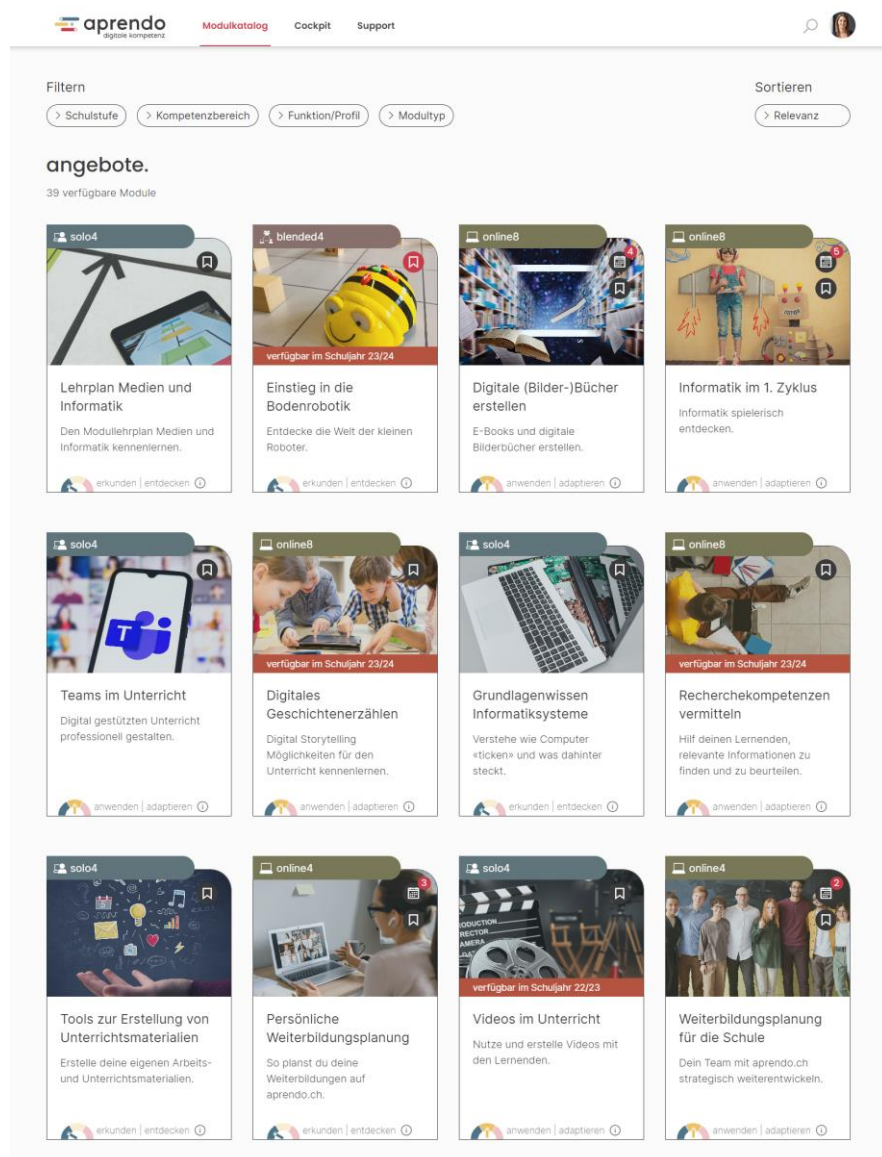 aprendo
digitale kompetenz
Modulkatalog
Cockpit
Support
Filtern
Sortieren
> Schulstufe
> Kompetenzbereich
> Funktion/Profil
> Modultyp
> Relevanz
angebote.
39 verfügbare Module
solo4
Lehrplan Medien und
Informatik
Den Modullehrplan Medien und
Informatik kennenlernen.
erkunden | entdecken
blended4
verfügbar im Schuljahr 23/24
Einstieg in die
Bodenrobotik
Entdecke die Welt der kleinen
Roboter.
erkunden | entdecken
online8
4
Digitale (Bilder-)Bücher
erstellen
E-Books und digitale
Bilderbücher erstellen.
anwenden | adaptieren
online8
5
Informatik im 1. Zyklus
Informatik spielerisch
entdecken.
anwenden | adaptieren
solo4
T
Teams im Unterricht
Digital gestützten Unterricht
professionell gestalten.
anwenden | adaptieren
online8
verfügbar im Schuljahr 23/24
Digitales
Geschichtenerzählen
Digital Storytelling
Möglichkeiten für den
Unterricht kennenlernen.
anwenden | adaptieren
solo4
Grundlagenwissen
Informatiksysteme
Verstehe wie Computer
«ticken» und was dahinter
steckt.
erkunden | entdecken
online8
verfügbar im Schuljahr 23/24
Recherchekompetenzen
vermitteln
Hilf deinen Lernenden,
relevante Informationen zu
finden und zu beurteilen.
anwenden | adaptieren
solo4
Tools zur Erstellung von
Unterrichtsmaterialien
Erstelle deine eigenen Arbeits-
und Unterrichtsmaterialien.
erkunden | entdecken
online4
3
Persönliche
Weiterbildungsplanung
So planst du deine
Weiterbildungen auf
aprendo.ch.
erkunden | entdecken
solo4
verfügbar im Schuljahr 22/23
Videos im Unterricht
Nutze und erstelle Videos mit
den Lernenden.
anwenden | adaptieren
online4
2
Weiterbildungsplanung
für die Schule
Dein Team mit aprendo.ch
strategisch weiterentwickeln.
anwenden | adaptieren